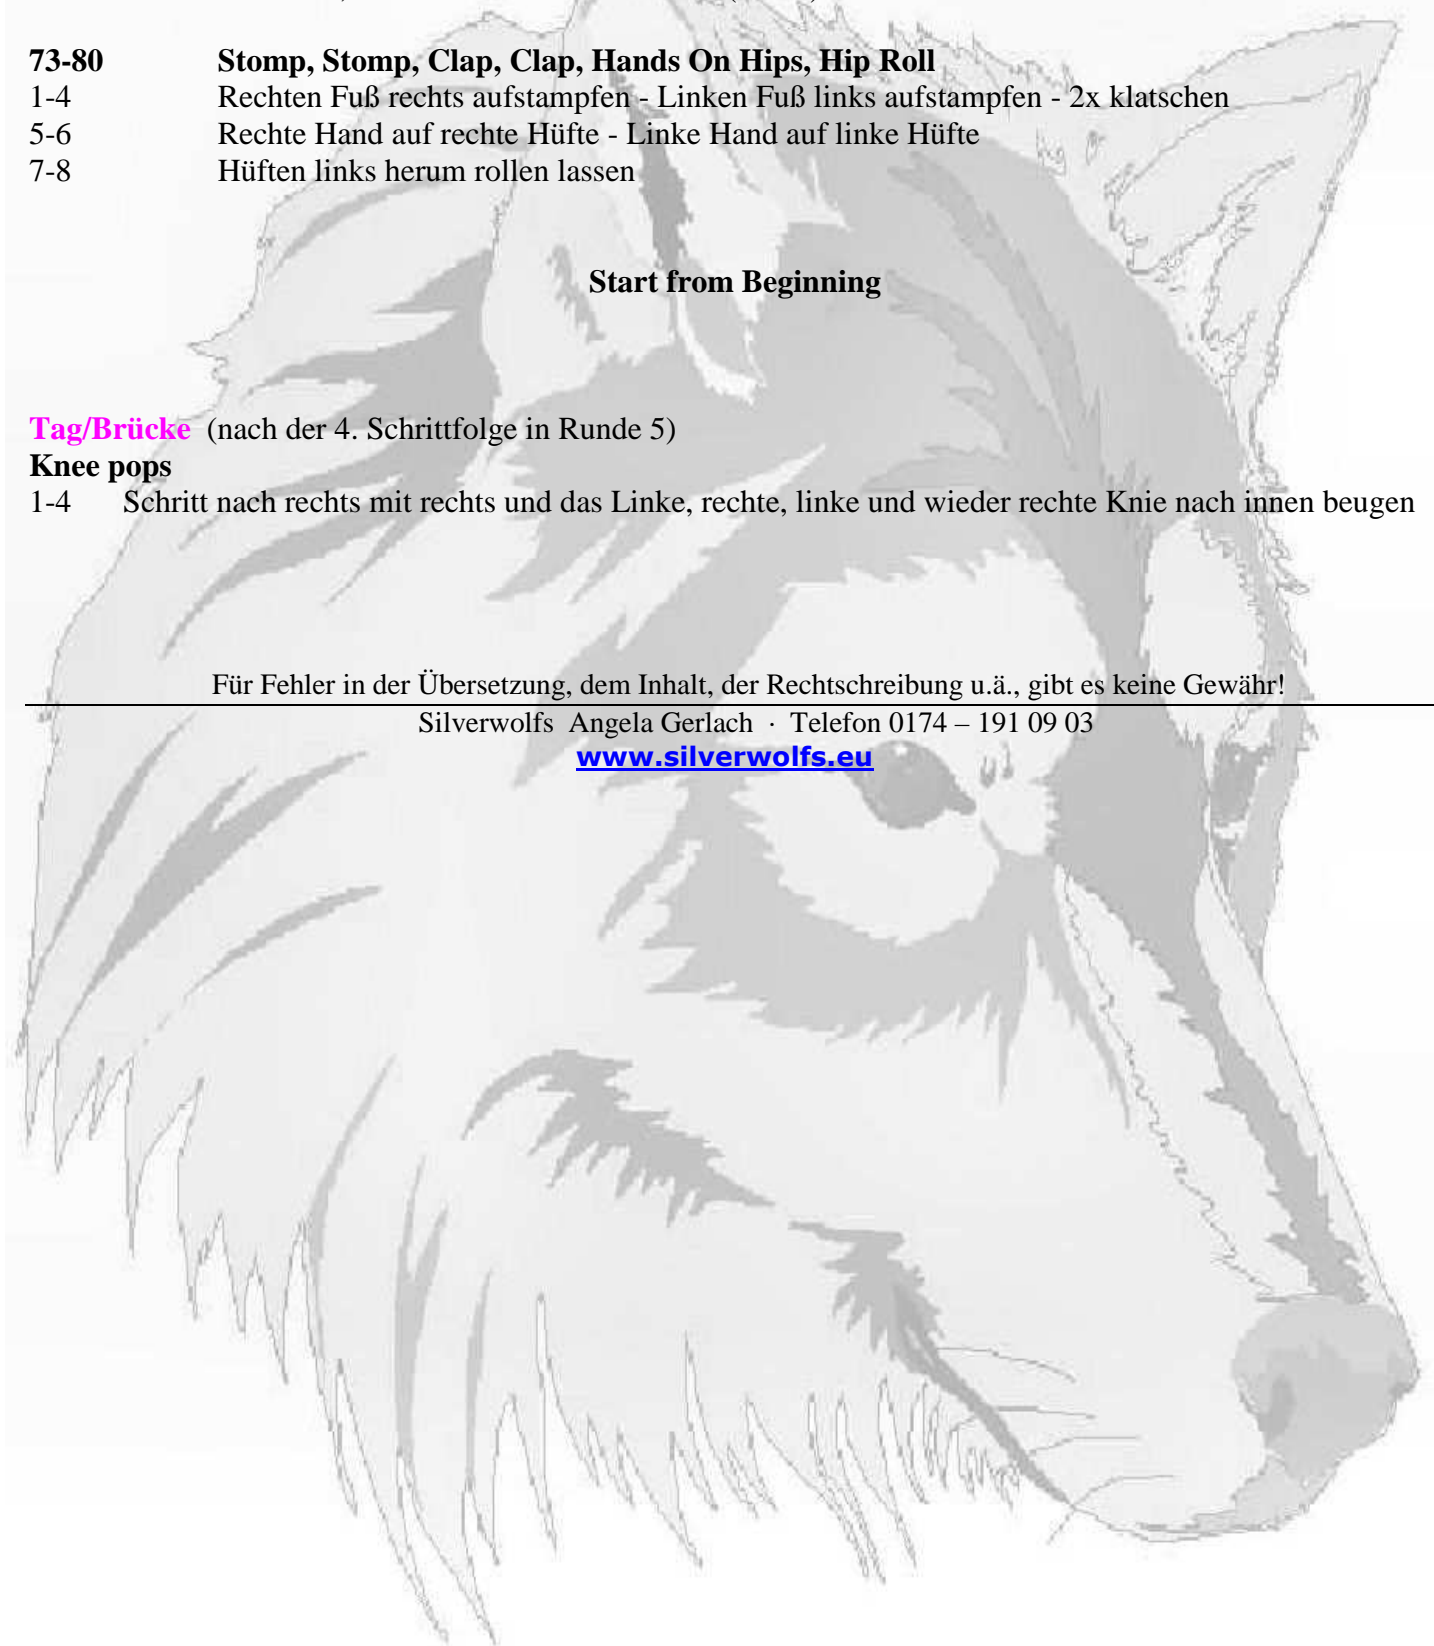 73-80 Stomp, Stomp, Clap, Clap, Hands On Hips, Hip Roll
1-4 Rechten Fuß rechts aufstampfen - Linken Fuß links aufstampfen - 2x klatschen
5-6 Rechte Hand auf rechte Hüfte - Linke Hand auf linke Hüfte
7-8 Hüften links herum rollen lassen
Start from Beginning
Tag/Brücke (nach der 4. Schrittfolge in Runde 5)
Knee pops
1-4 Schritt nach rechts mit rechts und das Linke, rechte, linke und wieder rechte Knie nach innen beugen
Für Fehler in der Übersetzung, dem Inhalt, der Rechtschreibung u.ä., gibt es keine Gewähr!
Silverwolfs Angela Gerlach · Telefon 0174 – 191 09 03
www.silverwolfs.eu